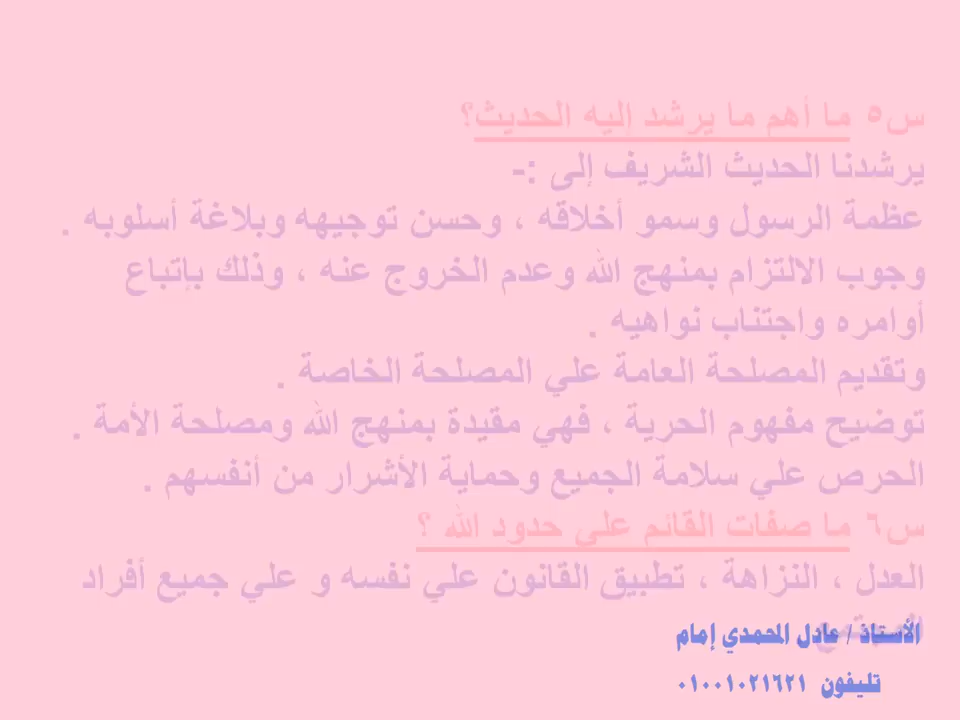 س٥ ما أهم ما يرشد إليه الحديث؟
يرشدنا الحديث الشريف إلى :-
عظمة الرسول وسمو أخلاقه ، وحسن توجيهه وبلاغة أسلوبه .
وجوب الالتزام بمنهج الله وعدم الخروج عنه ، وذلك بإتباع
أوامره واجتناب نواهيه .
وتقديم المصلحة العامة علي المصلحة الخاصة .
توضيح مفهوم الحرية ، فهي مقيدة بمنهج الله ومصلحة الأمة .
الحرص علي سلامة الجميع وحماية الأشرار من أنفسهم .
س٦ ما صفات القائم علي حدود الله ؟
العدل ، النزاهة ، تطبيق القانون علي نفسه و علي جميع أفراد
الأستاذ / عادل المحمدي إمام
تليفون ٠١٠٠١٠٢١٦٢١